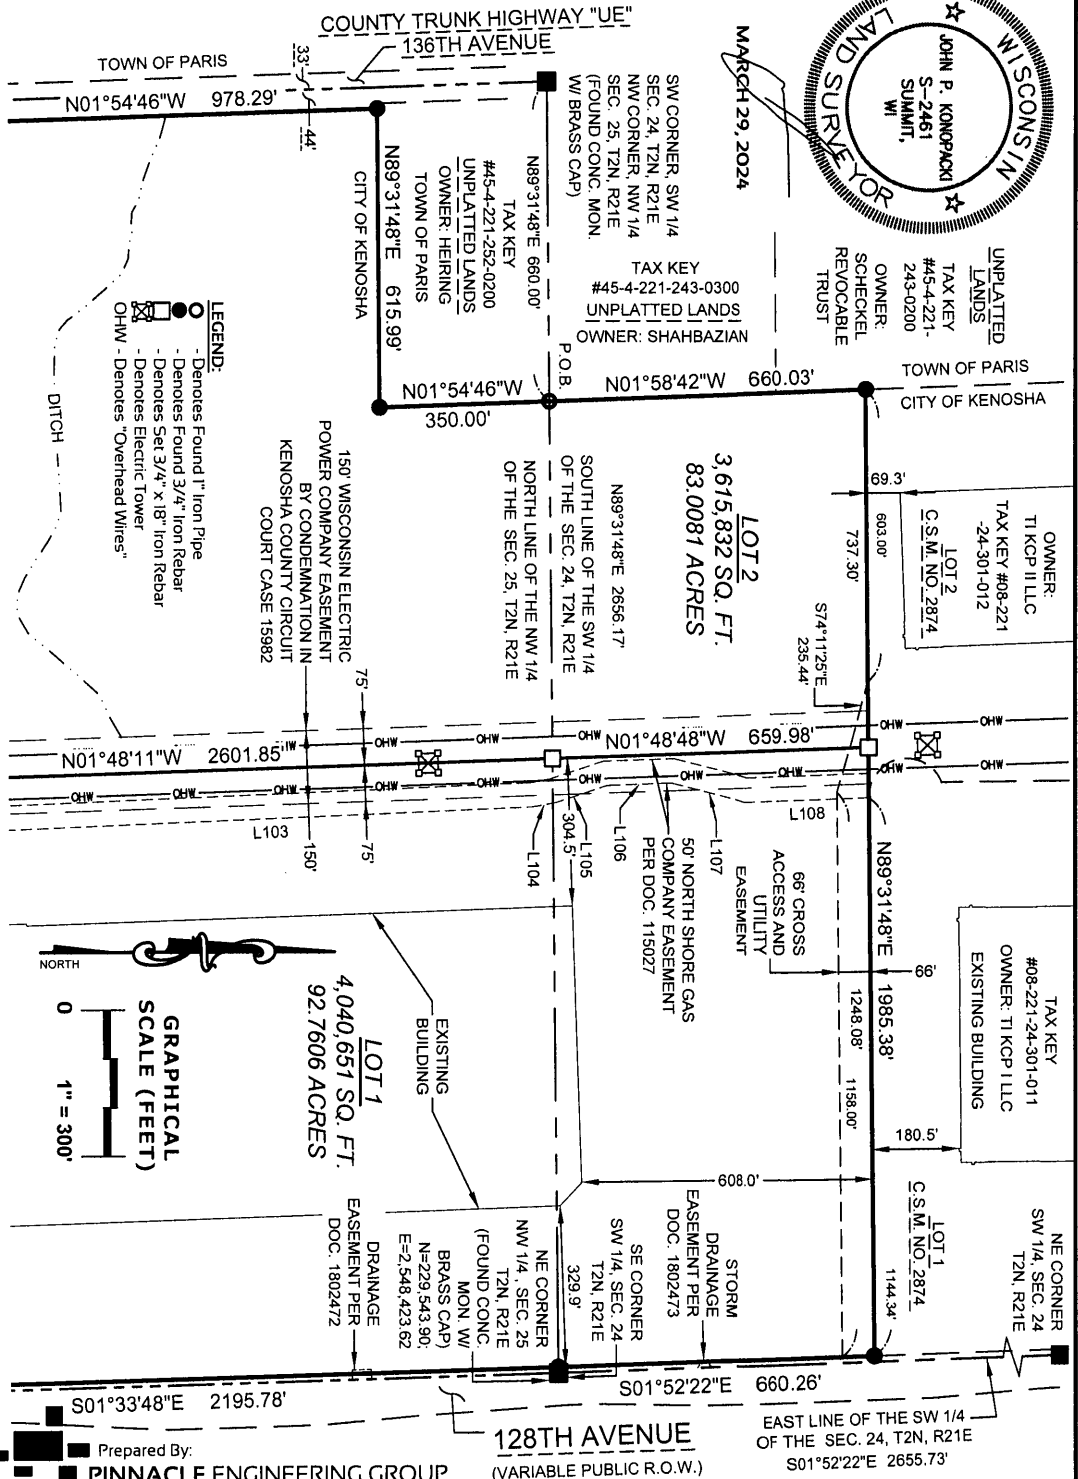 COUNTY TRUNK HIGHWAY "UE"
136TH AVENUE
TOWN OF PARIS
33'
44'
N01°54'46"W 978.29'
N89°31'48"E 615.99'
CITY OF KENOSHA
N89°31'48"E 660.00'
TAX KEY
#45-4-221-252-0200
UNPLATTED LANDS
OWNER: HEIRING
TOWN OF PARIS
SW CORNER, SW 1/4
SEC. 24, T2N, R21E
NW CORNER, NW 1/4
SEC. 25, T2N, R21E
(FOUND CONC. MON.
W/ BRASS CAP)
MARCH 29, 2024
WISCONSIN
JOHN P. KONOPACKI
S-2461
SUMMIT,
WI
LAND SURVEYOR
UNPLATTED
LANDS
TAX KEY
#45-4-221-
243-0200
OWNER:
SCHECKEL
REVOCABLE
TRUST
TAX KEY
#45-4-221-243-0300
UNPLATTED LANDS
OWNER: SHAHBAZIAN
P.O.B.
N01°54'46"W
350.00'
N01°58'42"W 660.03'
TOWN OF PARIS
CITY OF KENOSHA
LEGEND:
- Denotes Found 1" Iron Pipe
- Denotes Found 3/4" Iron Rebar
- Denotes Set 3/4" x 18" Iron Rebar
- Denotes Electric Tower
OHW - Denotes "Overhead Wires"
DITCH
150' WISCONSIN ELECTRIC
POWER COMPANY EASEMENT
BY CONDEMNATION IN
KENOSHA COUNTY CIRCUIT
COURT CASE 15982
75'
N89°31'48"E 2656.17'
SOUTH LINE OF THE SW 1/4
OF THE SEC. 24, T2N, R21E
NORTH LINE OF THE NW 1/4
OF THE SEC. 25, T2N, R21E
LOT 2
3,615,832 SQ. FT.
83.0081 ACRES
69.3'
603.00'
737.30'
S74°11'25"E
235.44'
OWNER:
TI KCP II LLC
TAX KEY #08-221
-24-301-012
LOT 2
C.S.M. NO. 2874
OHW
OHW
OHW
OHW
OHW
OHW
N01°48'11"W 2601.85'
N01°48'48"W 659.98'
OHW
OHW
OHW
OHW
OHW
OHW
OHW
OHW
L103
150'
75'
L104
L105
304.5'
L106
L107
L108
50' NORTH SHORE GAS
COMPANY EASEMENT
PER DOC. 115027
66' CROSS
ACCESS AND
UTILITY
EASEMENT
N89°31'48"E 1985.38'
66'
1248.08'
1158.00'
1144.34'
180.5'
TAX KEY
#08-221-24-301-011
OWNER: TI KCP I LLC
EXISTING BUILDING
NORTH
GRAPHICAL
SCALE (FEET)
0
1" = 300'
LOT 1
4,040,651 SQ. FT.
92.7606 ACRES
EXISTING
BUILDING
608.0'
329.9'
DRAINAGE
EASEMENT PER
DOC. 1802472
NE CORNER
NW 1/4 , SEC. 25
T2N, R21E
(FOUND CONC.
MON. W/
BRASS CAP)
N=229,543.90;
E=2,548,423.62
SE CORNER
SW 1/4, SEC. 24
T2N, R21E
STORM
DRAINAGE
EASEMENT PER
DOC. 1802473
LOT 1
C.S.M. NO. 2874
NE CORNER
SW 1/4, SEC. 24
T2N, R21E
S01°33'48"E 2195.78'
S01°52'22"E 660.26'
128TH AVENUE
(VARIABLE PUBLIC R.O.W.)
EAST LINE OF THE SW 1/4
OF THE SEC. 24, T2N, R21E
S01°52'22"E 2655.73'
Prepared By:
PINNACLE ENGINEERING GROUP